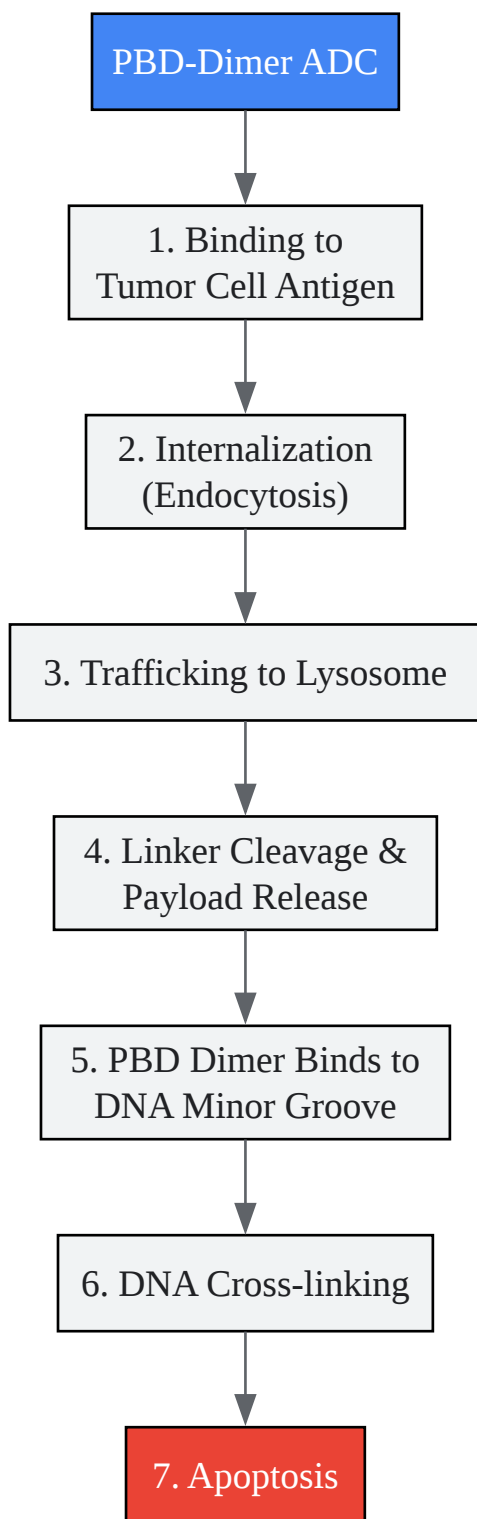 PBD-Dimer ADC
1. Binding to
Tumor Cell Antigen
2. Internalization
(Endocytosis)
3. Trafficking to Lysosome
4. Linker Cleavage &
Payload Release
5. PBD Dimer Binds to
DNA Minor Groove
6. DNA Cross-linking
7. Apoptosis